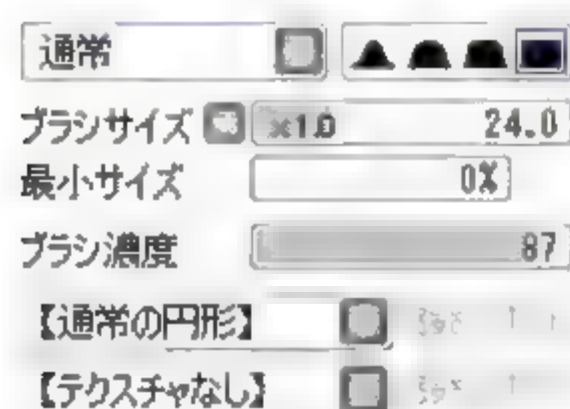 通常
ブラシサイズ ×1.0 24.0
最小サイズ 0%
ブラシ濃度 87
【通常の円形】
【テクスチャなし】